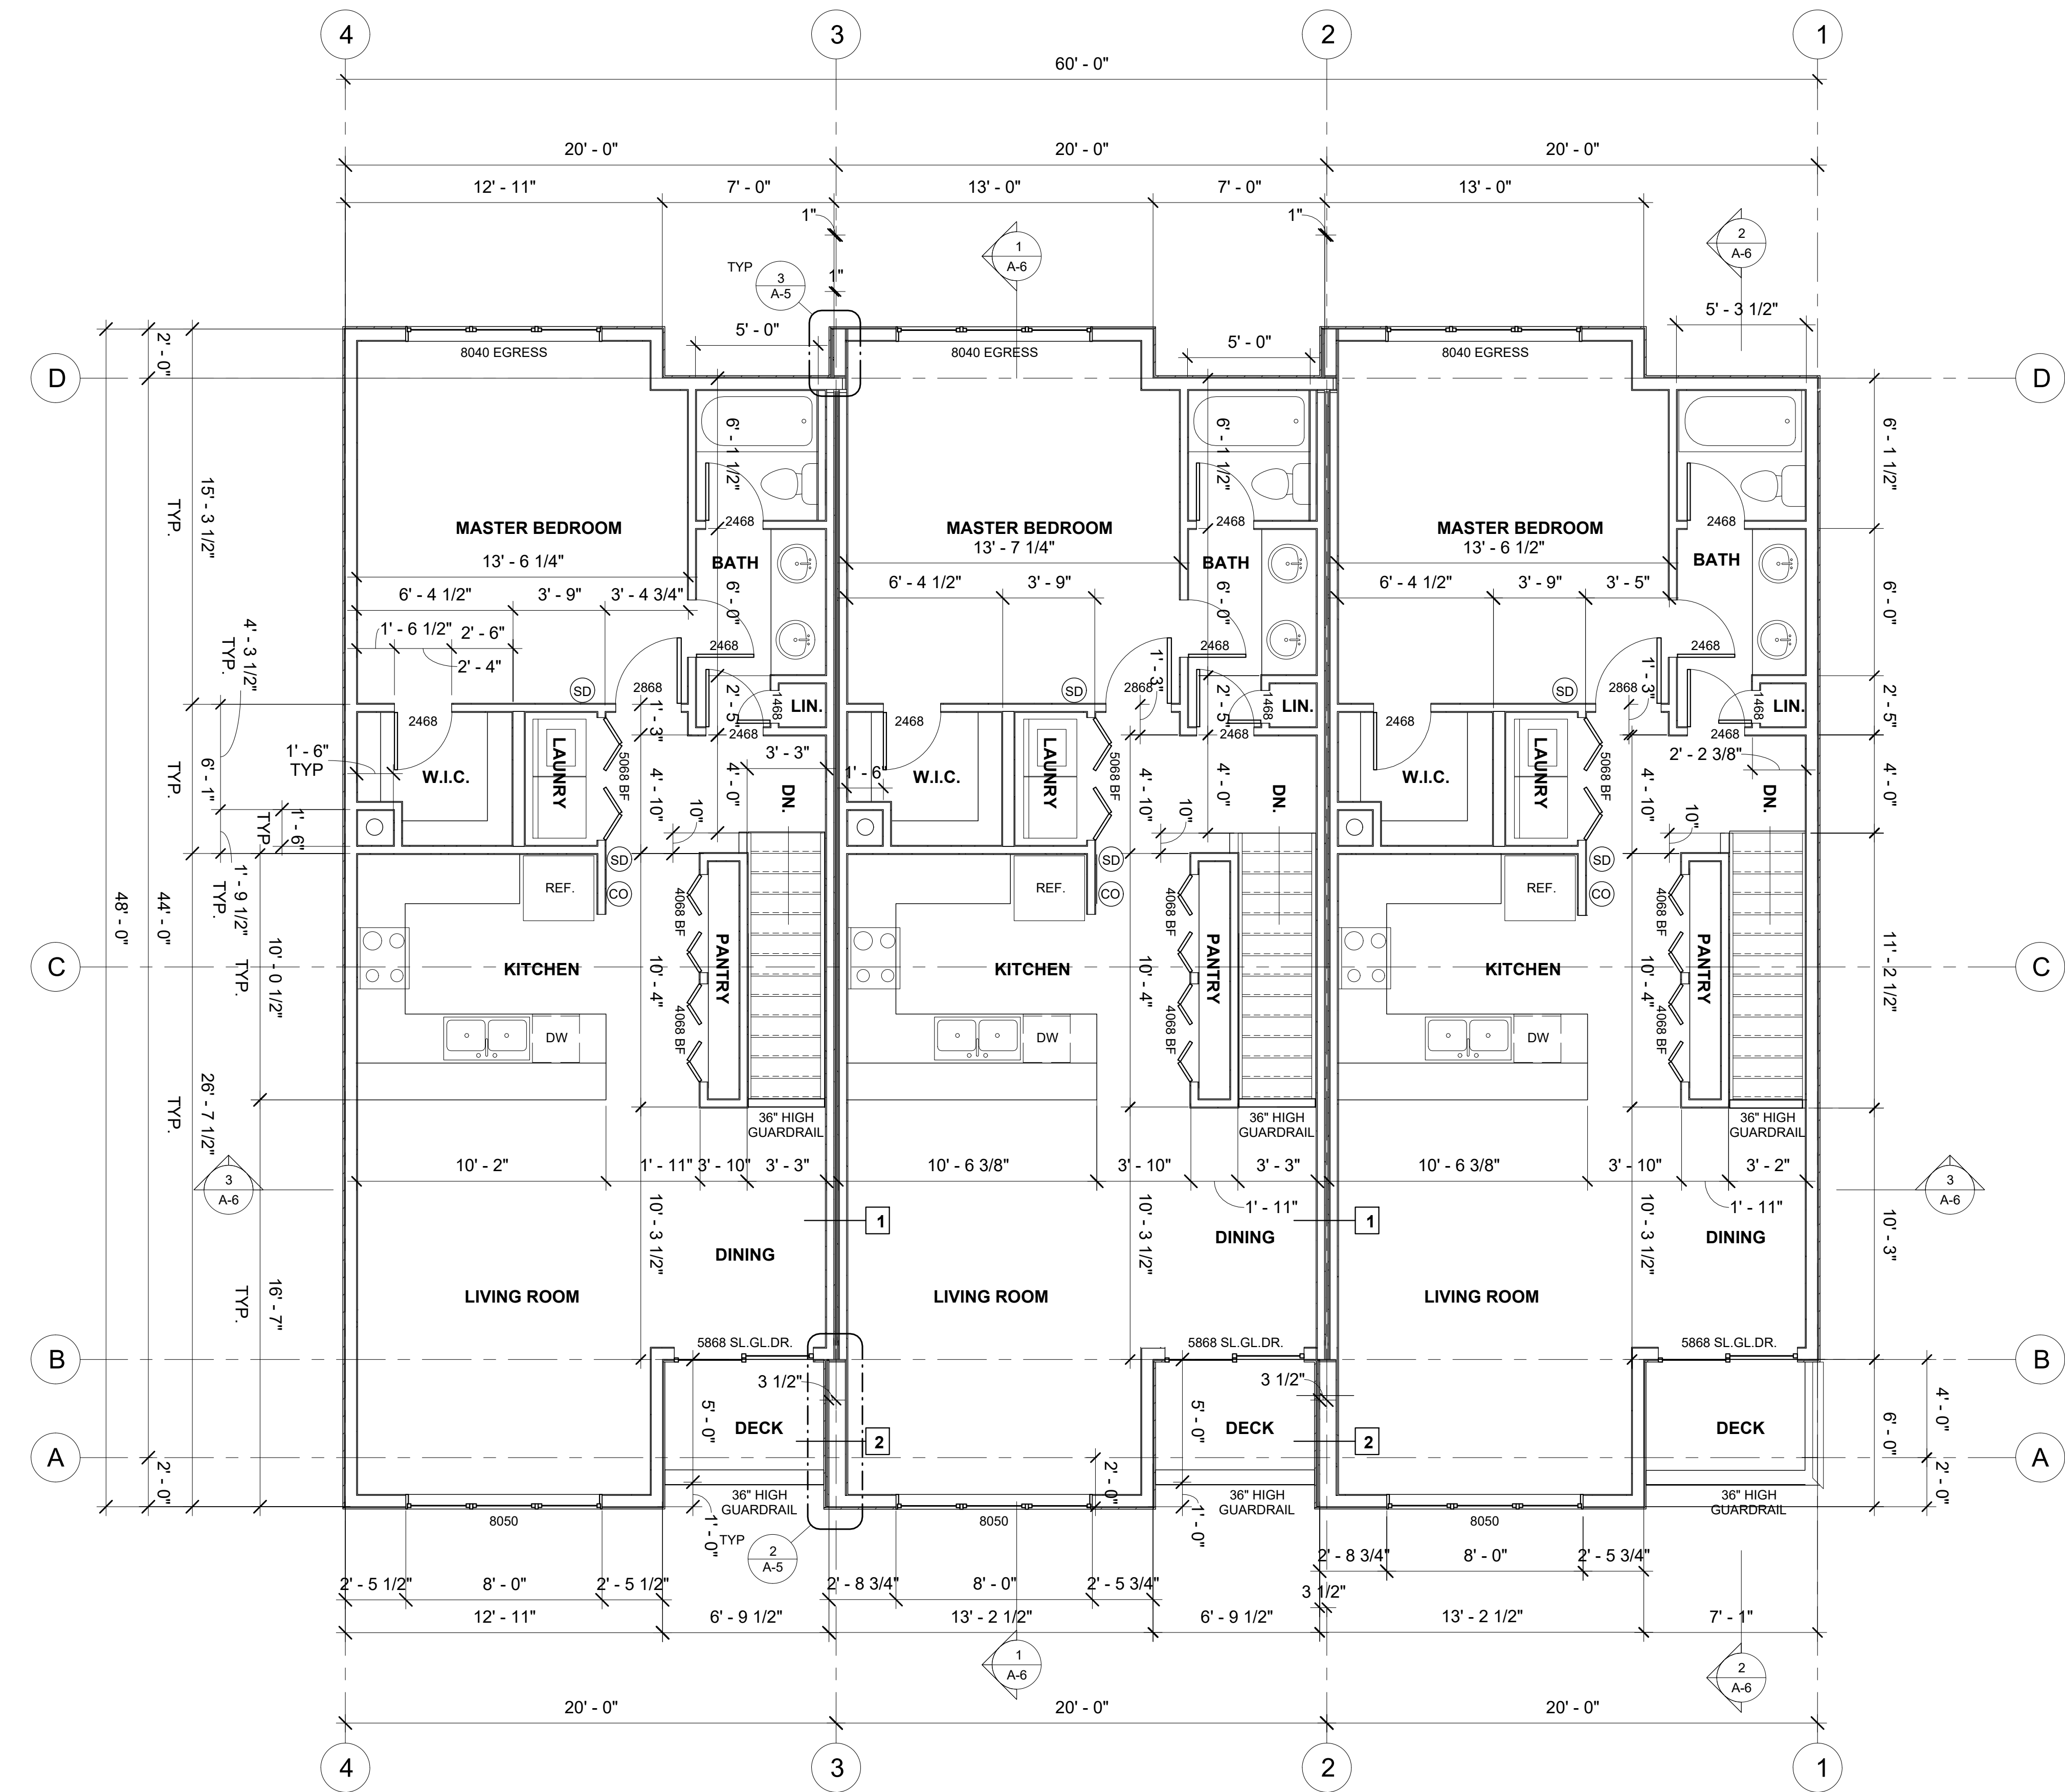 4 3 2 1
60' - 0"
20' - 0" 20' - 0" 20' - 0"
12' - 11" 7' - 0" 13' - 0" 7' - 0" 13' - 0"
1" 1"
1 A-6
2 A-6
TYP 3 A-5 1"
5' - 0" 5' - 0" 5' - 3 1/2"
8040 EGRESS 8040 EGRESS 8040 EGRESS
2' - 0"
D D
6' - 1 1/2" 6' - 1 1/2" 6' - 1 1/2"
15' - 3 1/2"
TYP.
2468 2468 2468
MASTER BEDROOM MASTER BEDROOM MASTER BEDROOM
13' - 6 1/4" 13' - 7 1/4" 13' - 6 1/2"
BATH BATH BATH
6' - 4 1/2" 3' - 9" 3' - 4 3/4" 6' - 4 1/2" 3' - 9" 6' - 4 1/2" 3' - 9" 3' - 5"
6' - 0" 6' - 0" 6' - 0"
1' - 6 1/2" 2' - 6"
2' - 4"
4' - 3 1/2"
TYP.
2468 2468 2468
SD SD SD
2868 2868 2868
1' - 3" 1' - 3" 1' - 3"
2' - 5" 2' - 5" 2' - 5"
1468 1468 1468
LIN. LIN. LIN.
2468 2468 2468
2468 2468 2468
3' - 3" 2' - 2 3/8"
1' - 6"
TYP
1' - 6"
W.I.C. W.I.C. W.I.C.
LAUNRY LAUNRY LAUNRY
5068 BF 5068 BF 5068 BF
4' - 10" 4' - 10" 4' - 10"
10" 10" 10"
4' - 0" 4' - 0" 4' - 0"
DN. DN. DN.
TYP.
6' - 1"
1' - 6"
TYP
1' - 9 1/2"
TYP.
SD SD SD
CO CO CO
REF. REF. REF.
4068 BF 4068 BF 4068 BF
48' - 0"
44' - 0"
10' - 0 1/2"
TYP.
C C
KITCHEN KITCHEN KITCHEN
10' - 4" 10' - 4" 10' - 4"
PANTRY PANTRY PANTRY
11' - 2 1/2"
DW DW DW
4068 BF 4068 BF 4068 BF
26' - 7 1/2"
TYP.
36" HIGH
GUARDRAIL
36" HIGH
GUARDRAIL
36" HIGH
GUARDRAIL
10' - 2" 1' - 11" 3' - 10" 3' - 3" 10' - 6 3/8" 3' - 10" 3' - 3" 10' - 6 3/8" 3' - 10" 3' - 2"
3 A-6
3 A-6
1' - 11" 1' - 11"
10' - 3 1/2" 10' - 3 1/2" 10' - 3 1/2" 10' - 3"
1 1
DINING DINING DINING
LIVING ROOM LIVING ROOM LIVING ROOM
16' - 7"
TYP.
5868 SL.GL.DR. 5868 SL.GL.DR. 5868 SL.GL.DR.
B B
3 1/2" 3 1/2"
4' - 0"
5' - 0" 5' - 0"
6' - 0"
DECK DECK DECK
2 2
A A
2' - 0" 2' - 0" 2' - 0"
36" HIGH
GUARDRAIL
36" HIGH
GUARDRAIL
36" HIGH
GUARDRAIL
8050 8050 8050
1' - 0" 1' - 0"
TYP 2 A-5
2' - 8 3/4" 8' - 0" 2' - 5 3/4"
2' - 5 1/2" 8' - 0" 2' - 5 1/2" 2' - 8 3/4" 8' - 0" 2' - 5 3/4" 3 1/2"
12' - 11" 6' - 9 1/2" 13' - 2 1/2" 6' - 9 1/2" 13' - 2 1/2" 7' - 1"
1 A-6
2 A-6
20' - 0" 20' - 0" 20' - 0"
4 3 2 1